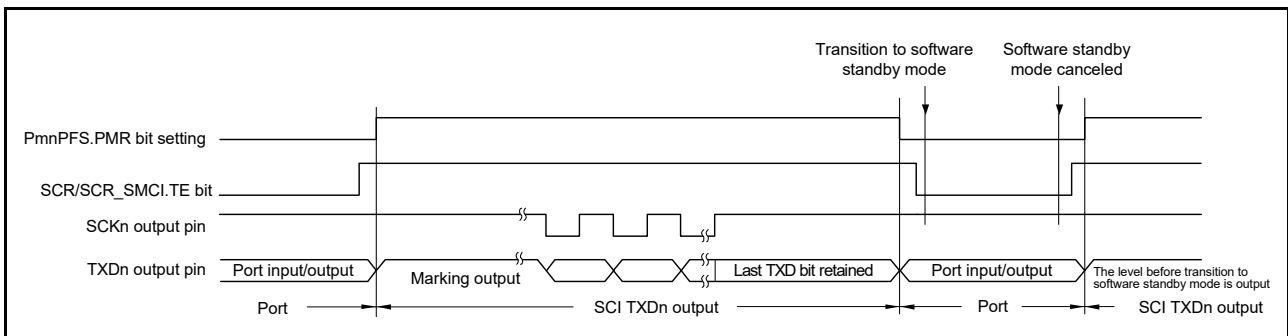 Transition to software
standby mode
Software standby
mode canceled
PmnPFS.PMR bit setting
SCR/SCR_SMCI.TE bit
SCKn output pin
TXDn output pin
Port input/output
Marking output
Last TXD bit retained
Port input/output
The level before transition to
software standby mode is output
Port
SCI TXDn output
Port
SCI TXDn output